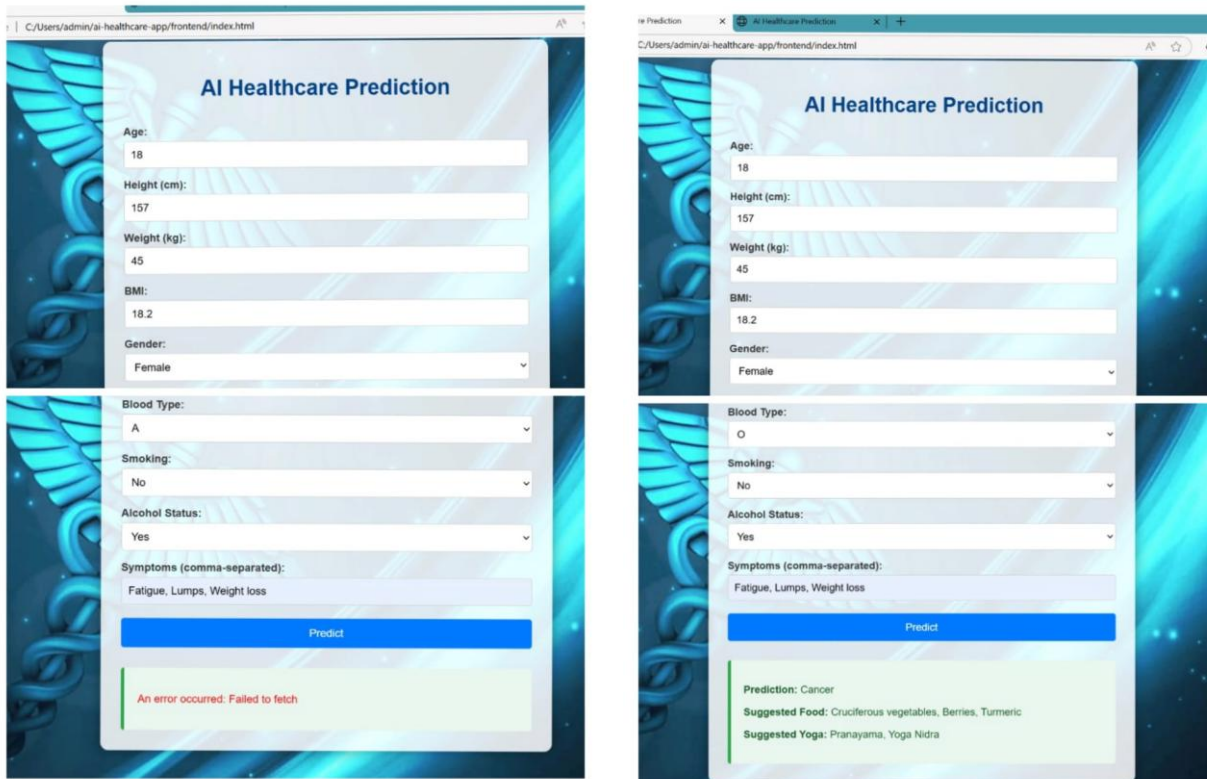 C:/Users/admin/ai-healthcare-app/frontend/index.html
AI Healthcare Prediction
Age:
18
Height (cm):
157
Weight (kg):
45
BMI:
18.2
Gender:
Female
Blood Type:
A
Smoking:
No
Alcohol Status:
Yes
Symptoms (comma-separated):
Fatigue, Lumps, Weight loss
Predict
An error occurred: Failed to fetch
re Prediction
AI Healthcare Prediction
C:/Users/admin/ai-healthcare-app/frontend/index.html
AI Healthcare Prediction
Age:
18
Height (cm):
157
Weight (kg):
45
BMI:
18.2
Gender:
Female
Blood Type:
O
Smoking:
No
Alcohol Status:
Yes
Symptoms (comma-separated):
Fatigue, Lumps, Weight loss
Predict
Prediction: Cancer
Suggested Food: Cruciferous vegetables, Berries, Turmeric
Suggested Yoga: Pranayama, Yoga Nidra